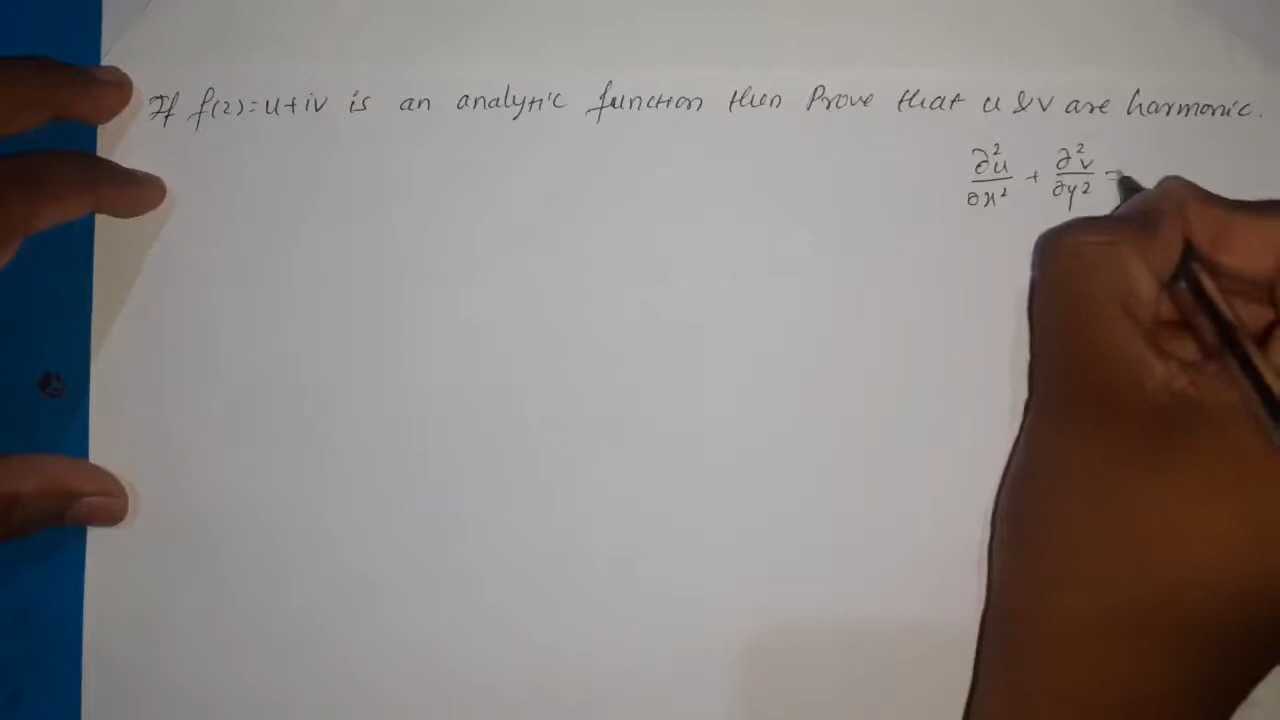 If f(z)=u+iv is an analytic function then Prove that u & v are harmonic.
∂²u/∂x² + ∂²v/∂y² =